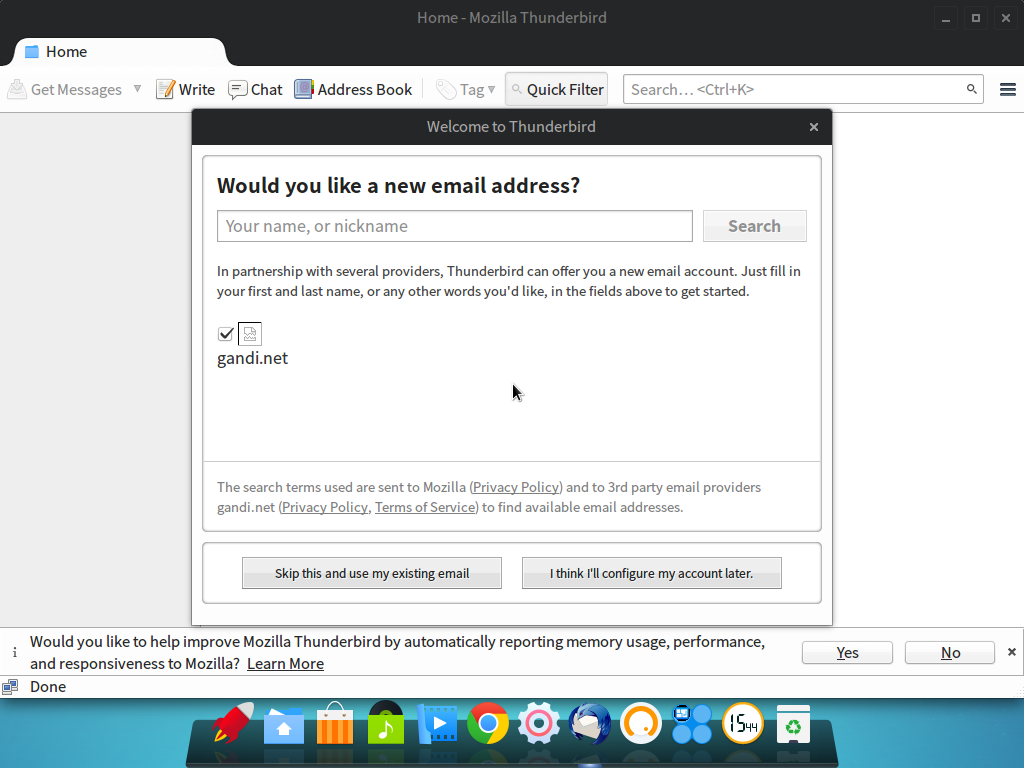 Home - Mozilla Thunderbird
Home
Get Messages Write Chat Address Book Tag Quick Filter Search... <Ctrl+K>
Welcome to Thunderbird
Would you like a new email address?
Your name, or nickname Search
In partnership with several providers, Thunderbird can offer you a new email account. Just fill in
your first and last name, or any other words you'd like, in the fields above to get started.
gandi.net
The search terms used are sent to Mozilla (Privacy Policy) and to 3rd party email providers
gandi.net (Privacy Policy, Terms of Service) to find available email addresses.
Skip this and use my existing email I think I'll configure my account later.
Would you like to help improve Mozilla Thunderbird by automatically reporting memory usage, performance,
and responsiveness to Mozilla? Learn More Yes No
Done
15 44